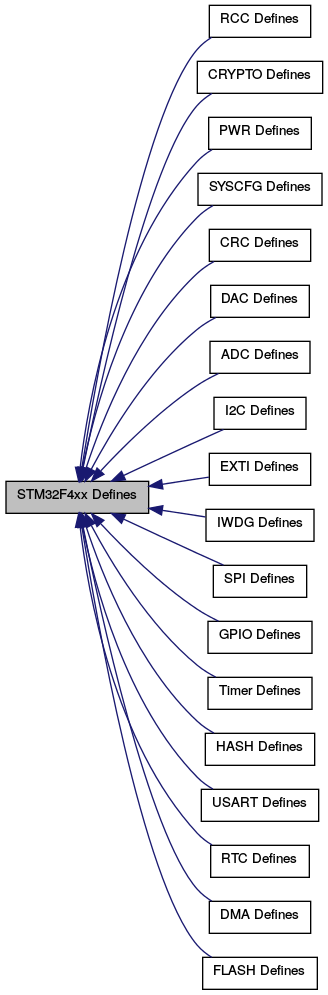 RCC Defines
CRYPTO Defines
PWR Defines
SYSCFG Defines
CRC Defines
DAC Defines
ADC Defines
I2C Defines
EXTI Defines
STM32F4xx Defines
IWDG Defines
SPI Defines
GPIO Defines
Timer Defines
HASH Defines
USART Defines
RTC Defines
DMA Defines
FLASH Defines